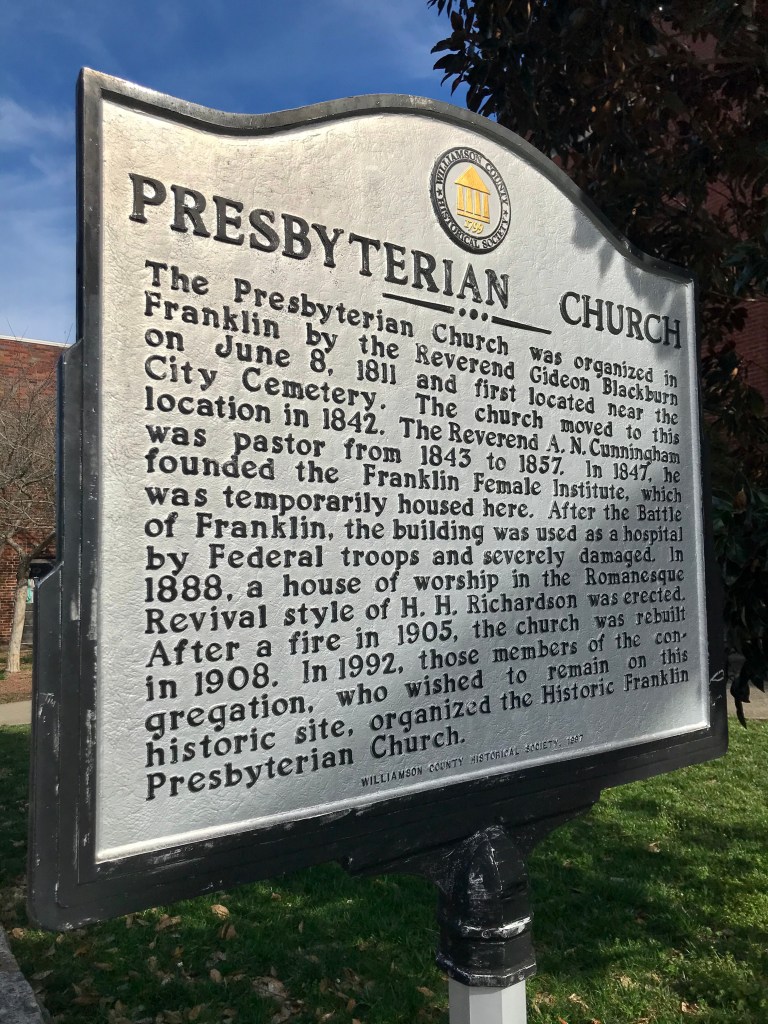 WILLIAMSON COUNTY
1799
HISTORICAL SOCIETY
PRESBYTERIAN CHURCH
The Presbyterian Church was organized in
Franklin by the Reverend Gideon Blackburn
on June 8, 1811 and first located near the
City Cemetery. The church moved to this
location in 1842. The Reverend A. N. Cunningham
was pastor from 1843 to 1857. In 1847, he
founded the Franklin Female Institute, which
was temporarily housed here. After the Battle
of Franklin, the building was used as a hospital
by Federal troops and severely damaged. In
1888, a house of worship in the Romanesque
Revival style of H. H. Richardson was erected.
After a fire in 1905, the church was rebuilt
in 1908. In 1992, those members of the con-
gregation, who wished to remain on this
historic site, organized the Historic Franklin
Presbyterian Church.
WILLIAMSON COUNTY HISTORICAL SOCIETY, 1997